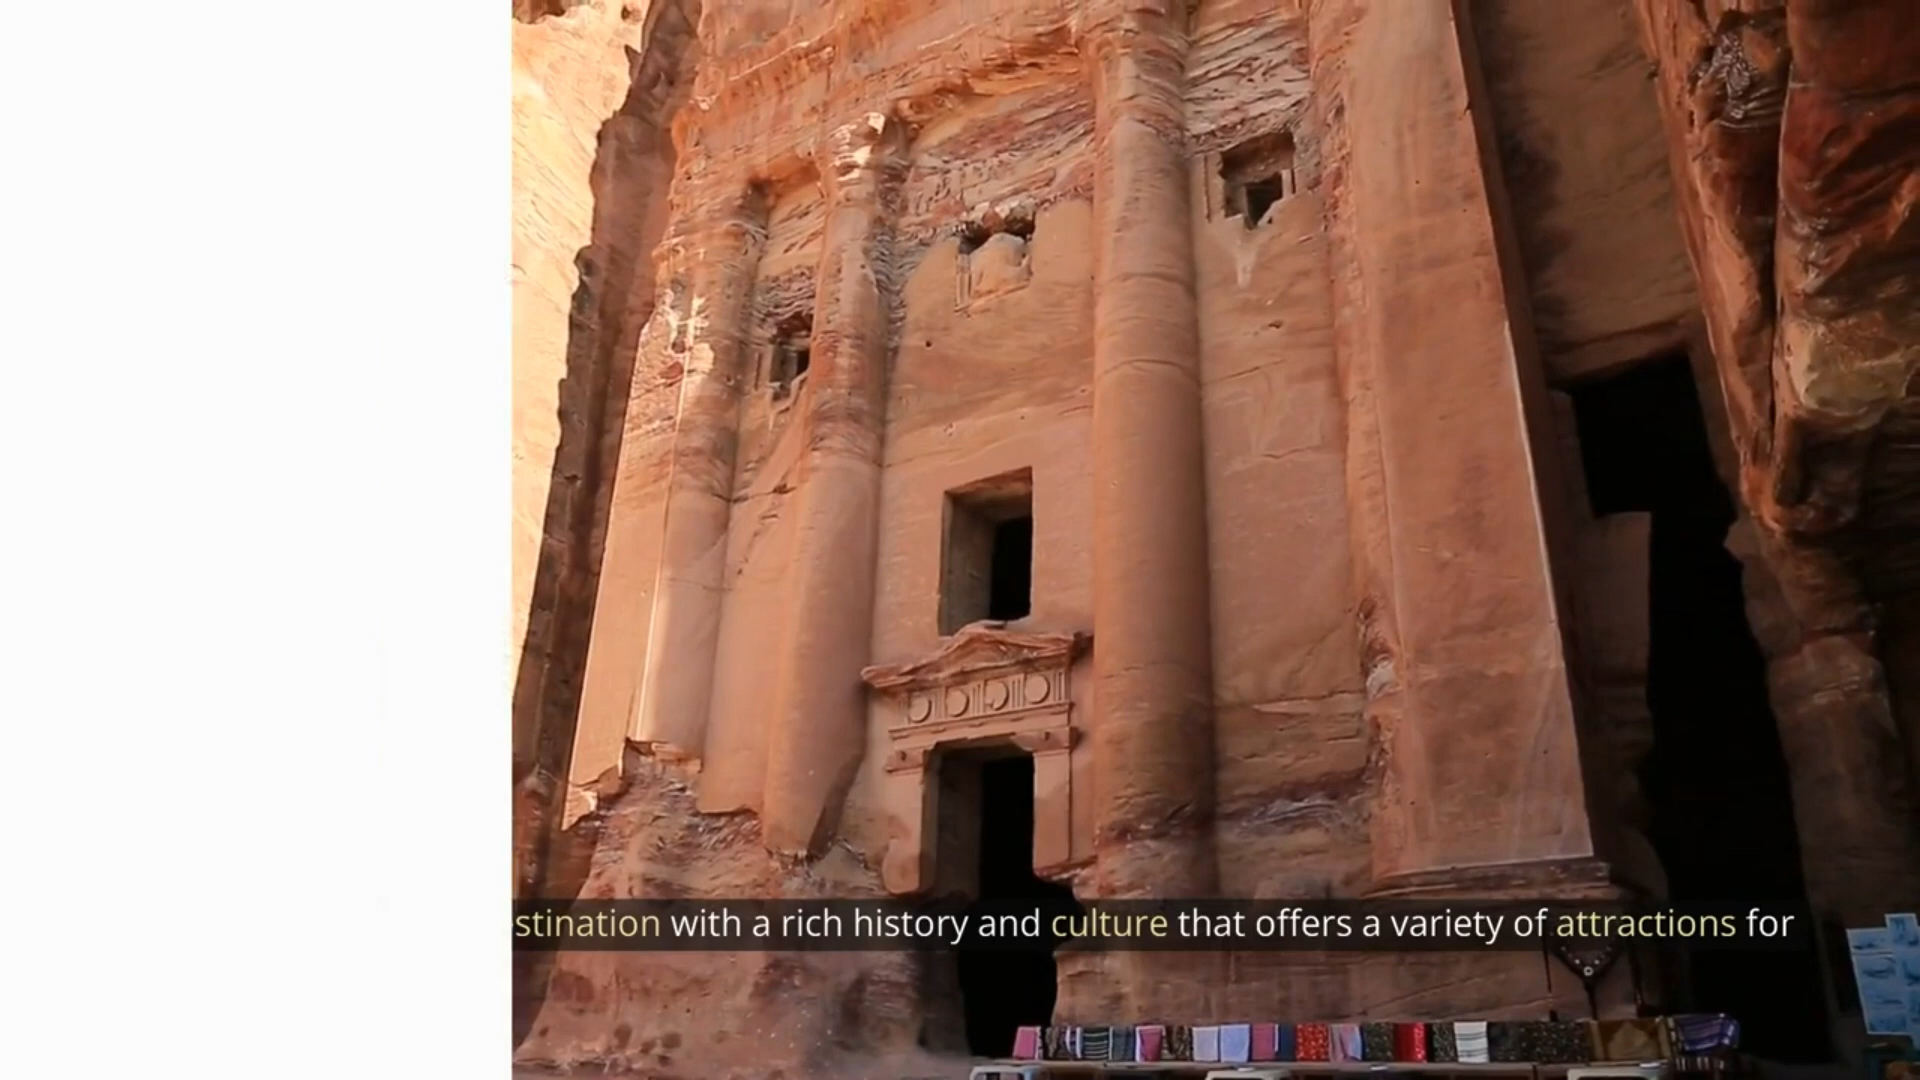 stination with a rich history and culture that offers a variety of attractions for